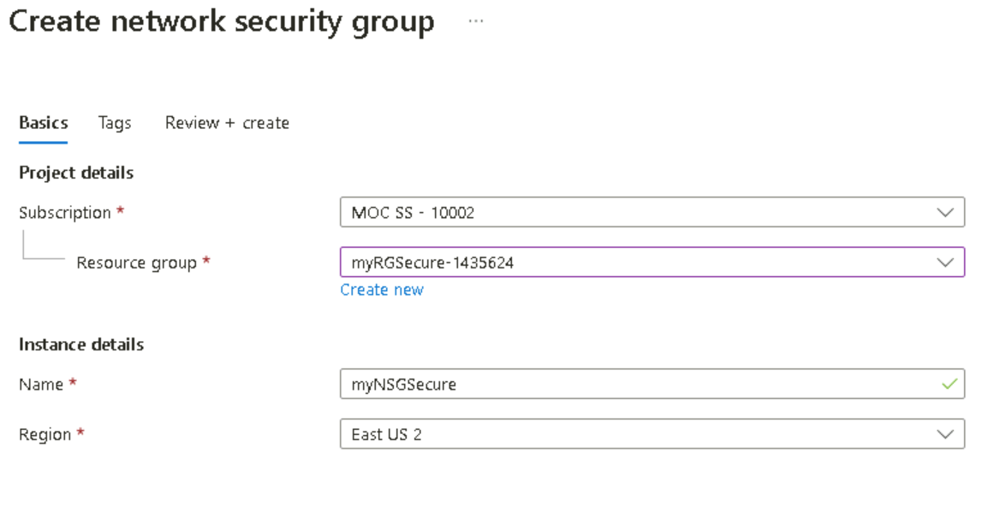 Create network security group ...
Basics Tags Review + create
Project details
Subscription * MOC SS - 10002
Resource group * myRGSecure-1435624
Create new
Instance details
Name * myNSGSecure
Region * East US 2